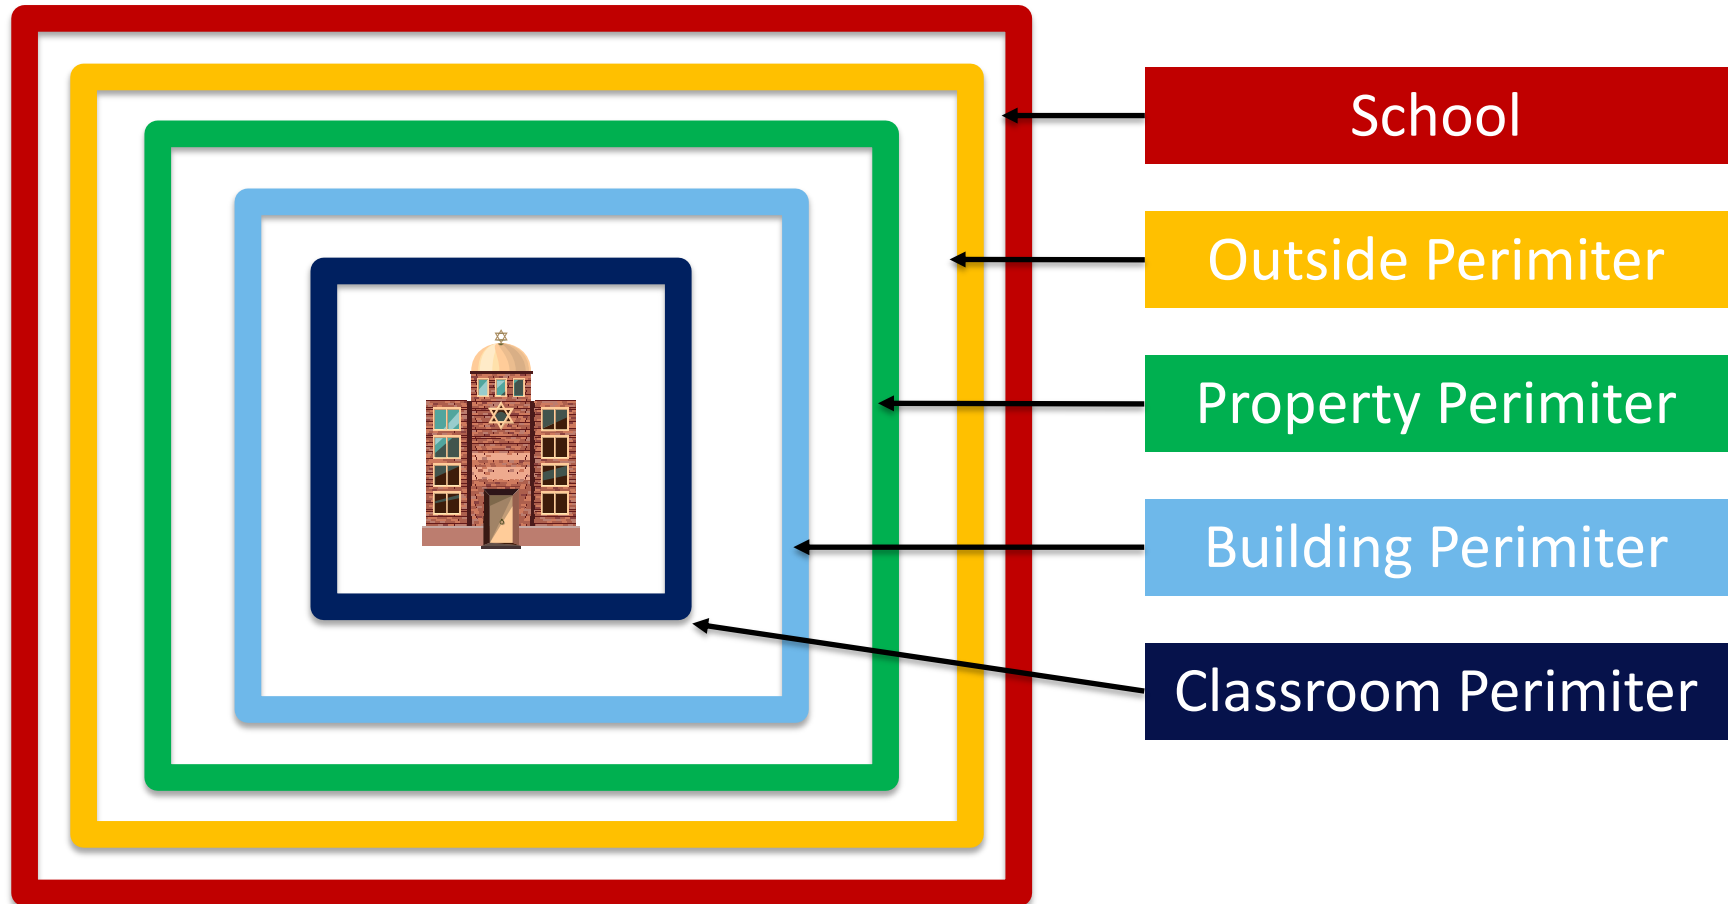 School
Outside Perimiter
Property Perimiter
Building Perimiter
Classroom Perimiter